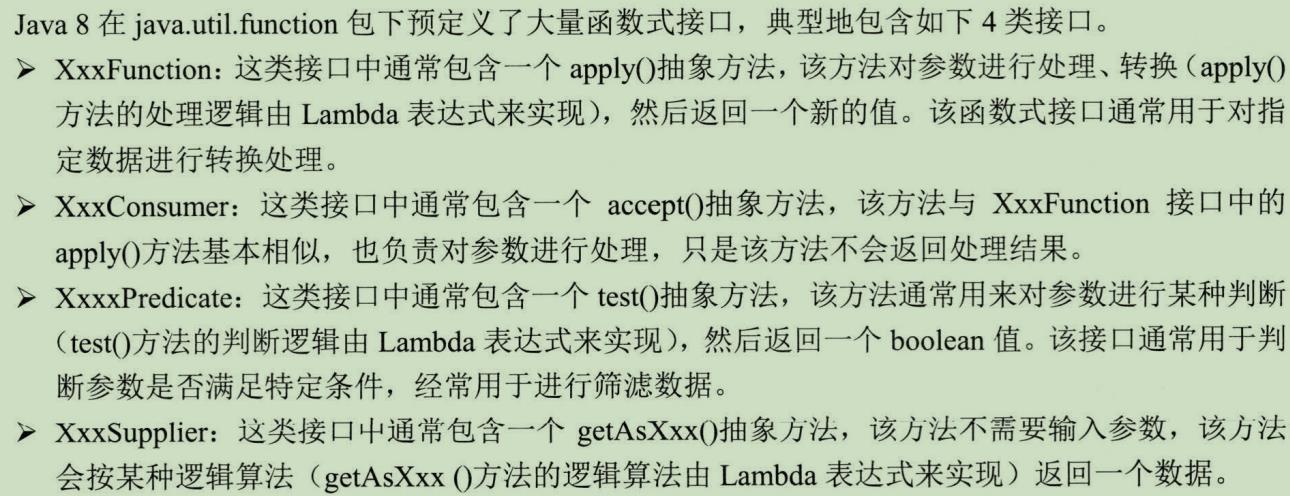 Java 8 在 java.util.function 包下预定义了大量函数式接口，典型地包含如下 4 类接口。
➢ XxxFunction：这类接口中通常包含一个 apply()抽象方法，该方法对参数进行处理、转换（apply()
方法的处理逻辑由 Lambda 表达式来实现），然后返回一个新的值。该函数式接口通常用于对指
定数据进行转换处理。
➢ XxxConsumer：这类接口中通常包含一个 accept()抽象方法，该方法与 XxxFunction 接口中的
apply()方法基本相似，也负责对参数进行处理，只是该方法不会返回处理结果。
➢ XxxxPredicate：这类接口中通常包含一个 test()抽象方法，该方法通常用来对参数进行某种判断
（test()方法的判断逻辑由 Lambda 表达式来实现），然后返回一个 boolean 值。该接口通常用于判
断参数是否满足特定条件，经常用于进行筛滤数据。
➢ XxxSupplier：这类接口中通常包含一个 getAsXxx()抽象方法，该方法不需要输入参数，该方法
会按某种逻辑算法（getAsXxx ()方法的逻辑算法由 Lambda 表达式来实现）返回一个数据。